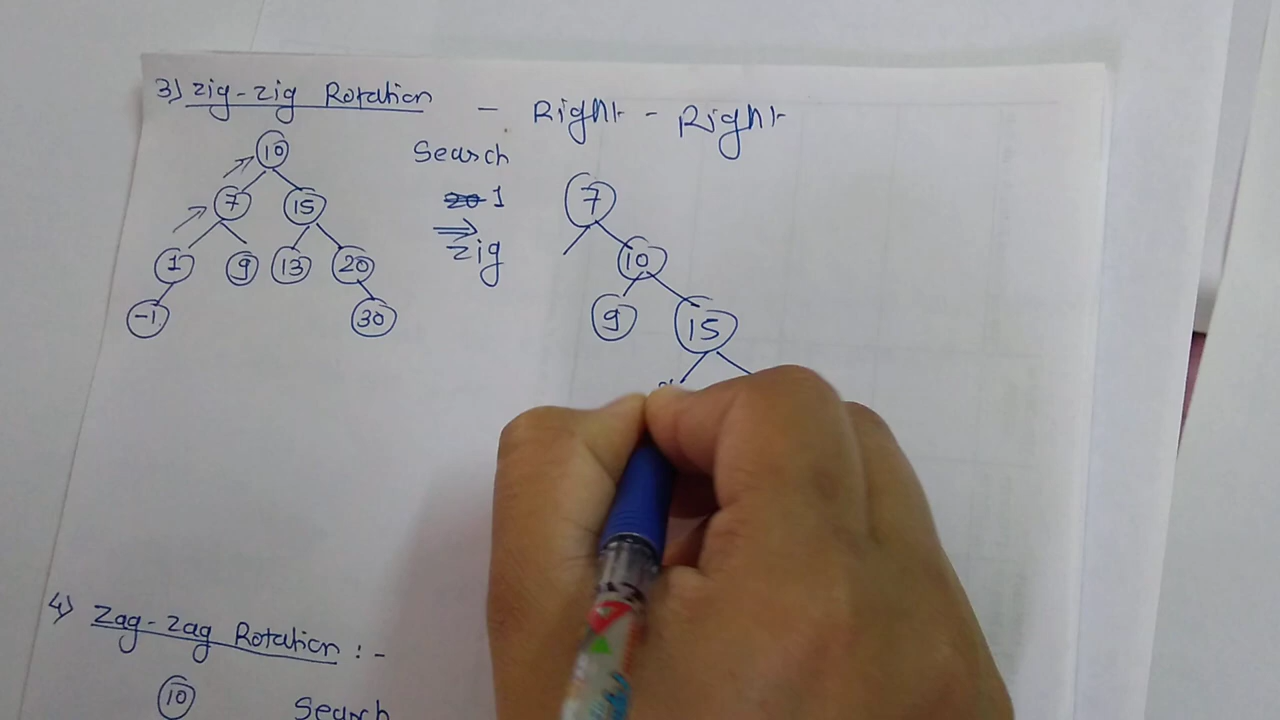 3) Zig-Zig Rotation - Right - Right
10
7 15
1 9 13 20
-1 30
Search
20 1
⇒
Zig
7
10
9 15
4) Zag-Zag Rotation :-
10 Search